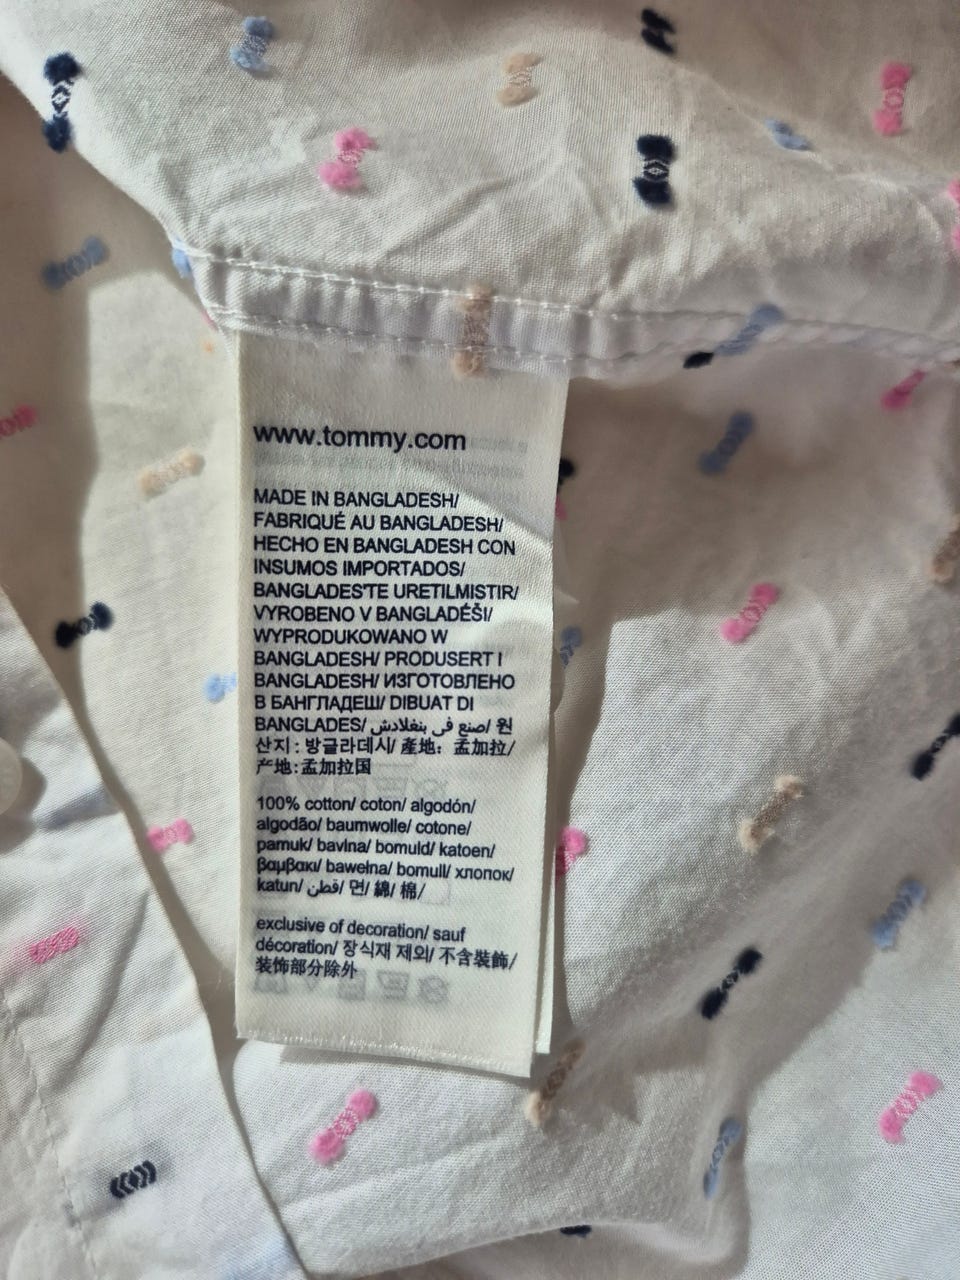 www.tommy.com
MADE IN BANGLADESH/
FABRIQUÉ AU BANGLADESH/
HECHO EN BANGLADESH CON
INSUMOS IMPORTADOS/
BANGLADES'TE URETILMISTIR/
VYROBENO V BANGLADÉŠI/
WYPRODUKOWANO W
BANGLADESH/ PRODUSERT I
BANGLADESH/ ИЗГОТОВЛЕНО
В БАНГЛАДЕШ/ DIBUAT DI
BANGLADES/ صنع في بنغلادش/ 원
산지 : 방글라데시/ 產地: 孟加拉/
产地:孟加拉国
100% cotton/ coton/ algodón/
algodão/ baumwolle/ cotone/
pamuk/ bavlna/ bomuld/ katoen/
βαμβακι/ bawełna/ bomull/ хлопок/
katun/ قطن/ 면/ 綿/ 棉/
exclusive of decoration/ sauf
décoration/ 장식재 제외/ 不含裝飾/
装饰部分除外